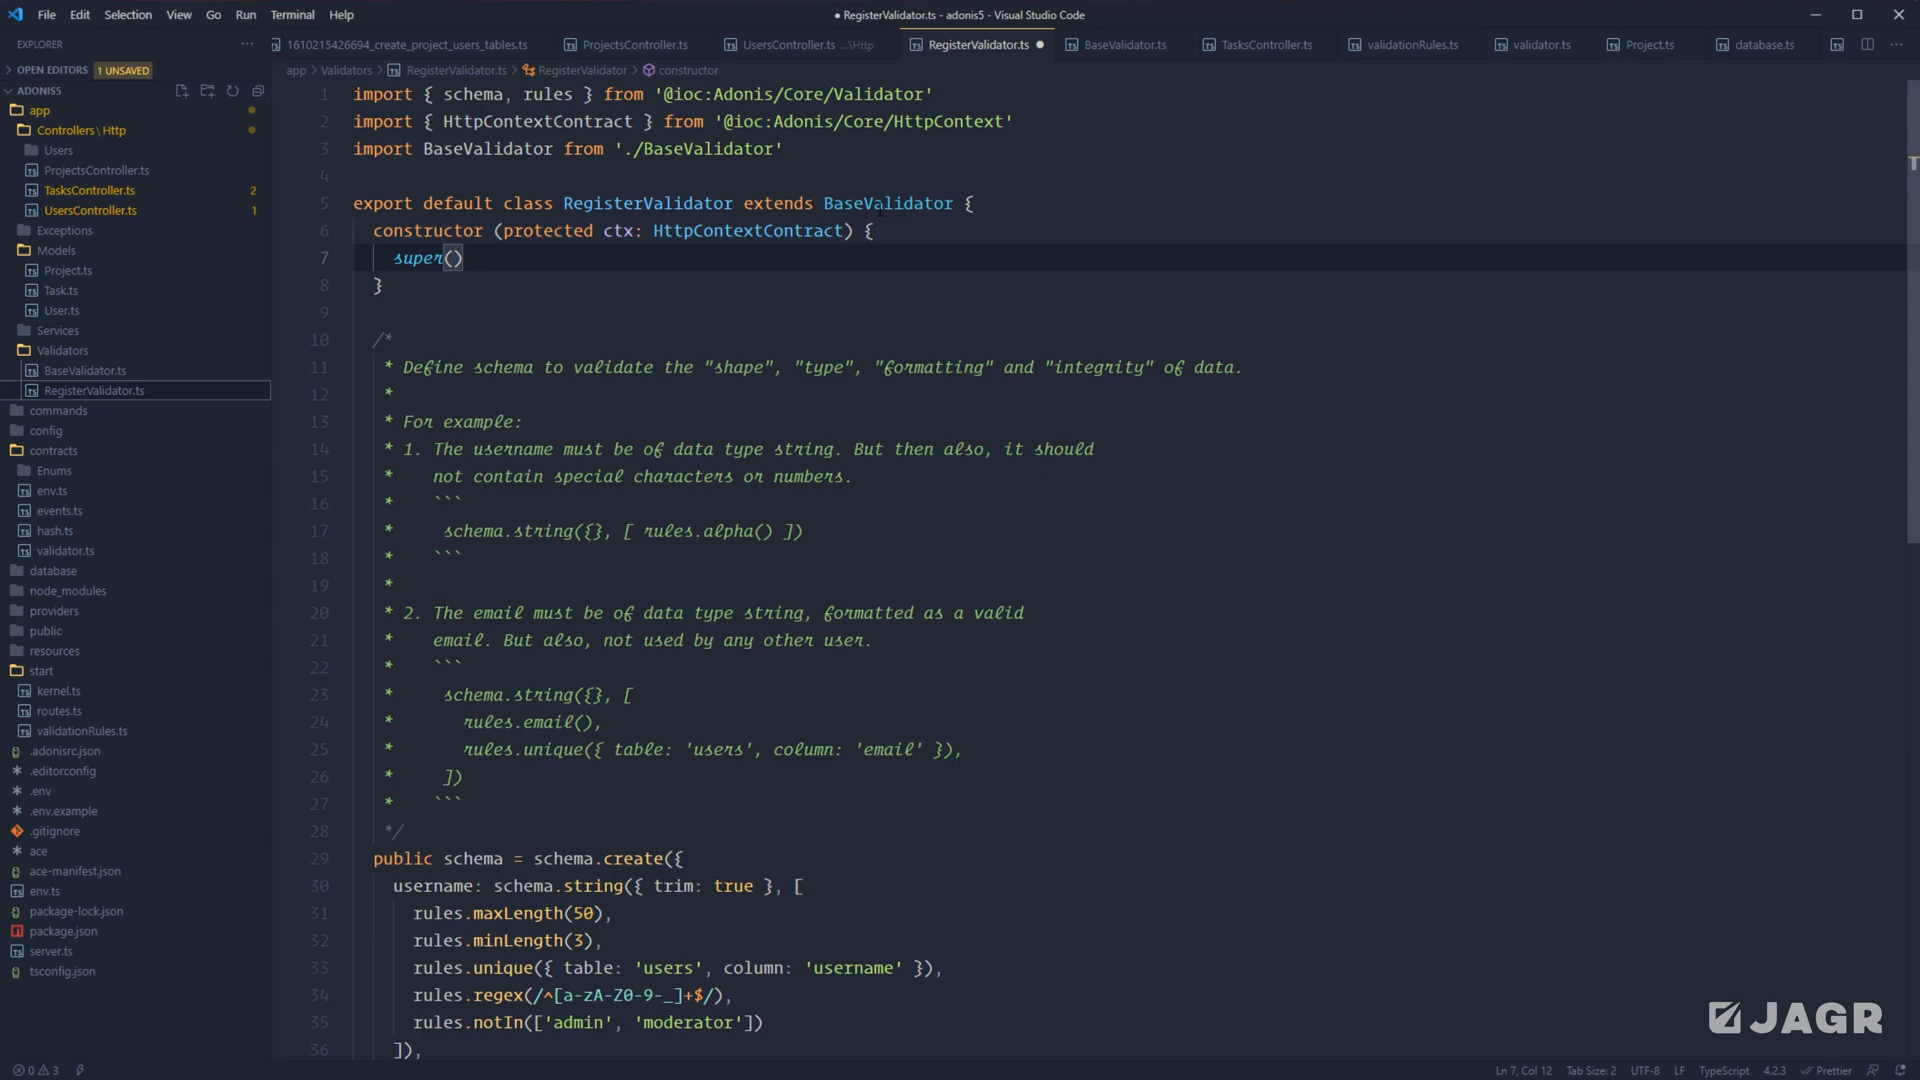 File Edit Selection View Go Run Terminal Help
● RegisterValidator.ts - adonis5 - Visual Studio Code
EXPLORER
OPEN EDITORS 1 UNSAVED
ADONIS5
app
Controllers \ Http
Users
ProjectsController.ts
TasksController.ts 2
UsersController.ts 1
Exceptions
Models
Project.ts
Task.ts
User.ts
Services
Validators
BaseValidator.ts
RegisterValidator.ts
commands
config
contracts
Enums
env.ts
events.ts
hash.ts
validator.ts
database
node_modules
providers
public
resources
start
kernel.ts
routes.ts
validationRules.ts
.adonisrc.json
.editorconfig
.env
.env.example
.gitignore
ace
ace-manifest.json
env.ts
package-lock.json
package.json
server.ts
tsconfig.json
1610215426694_create_project_users_tables.ts
ProjectsController.ts
UsersController.ts ...\Http
RegisterValidator.ts
BaseValidator.ts
TasksController.ts
validationRules.ts
validator.ts
Project.ts
database.ts
app > Validators > RegisterValidator.ts > RegisterValidator > constructor
1 import { schema, rules } from '@ioc:Adonis/Core/Validator'
2 import { HttpContextContract } from '@ioc:Adonis/Core/HttpContext'
3 import BaseValidator from './BaseValidator'
4
5 export default class RegisterValidator extends BaseValidator {
6 constructor (protected ctx: HttpContextContract) {
7 super()
8 }
9
10 /*
11 * Define schema to validate the "shape", "type", "formatting" and "integrity" of data.
12 *
13 * For example:
14 * 1. The username must be of data type string. But then also, it should
15 * not contain special characters or numbers.
16 * ```
17 * schema.string({}, [ rules.alpha() ])
18 * ```
19 *
20 * 2. The email must be of data type string, formatted as a valid
21 * email. But also, not used by any other user.
22 * ```
23 * schema.string({}, [
24 * rules.email(),
25 * rules.unique({ table: 'users', column: 'email' }),
26 * ])
27 * ```
28 */
29 public schema = schema.create({
30 username: schema.string({ trim: true }, [
31 rules.maxLength(50),
32 rules.minLength(3),
33 rules.unique({ table: 'users', column: 'username' }),
34 rules.regex(/^[a-zA-Z0-9-_]+$/),
35 rules.notIn(['admin', 'moderator'])
36 ]),
JAGR
0 3
Ln 7, Col 12 Tab Size: 2 UTF-8 LF TypeScript 4.2.3 Prettier